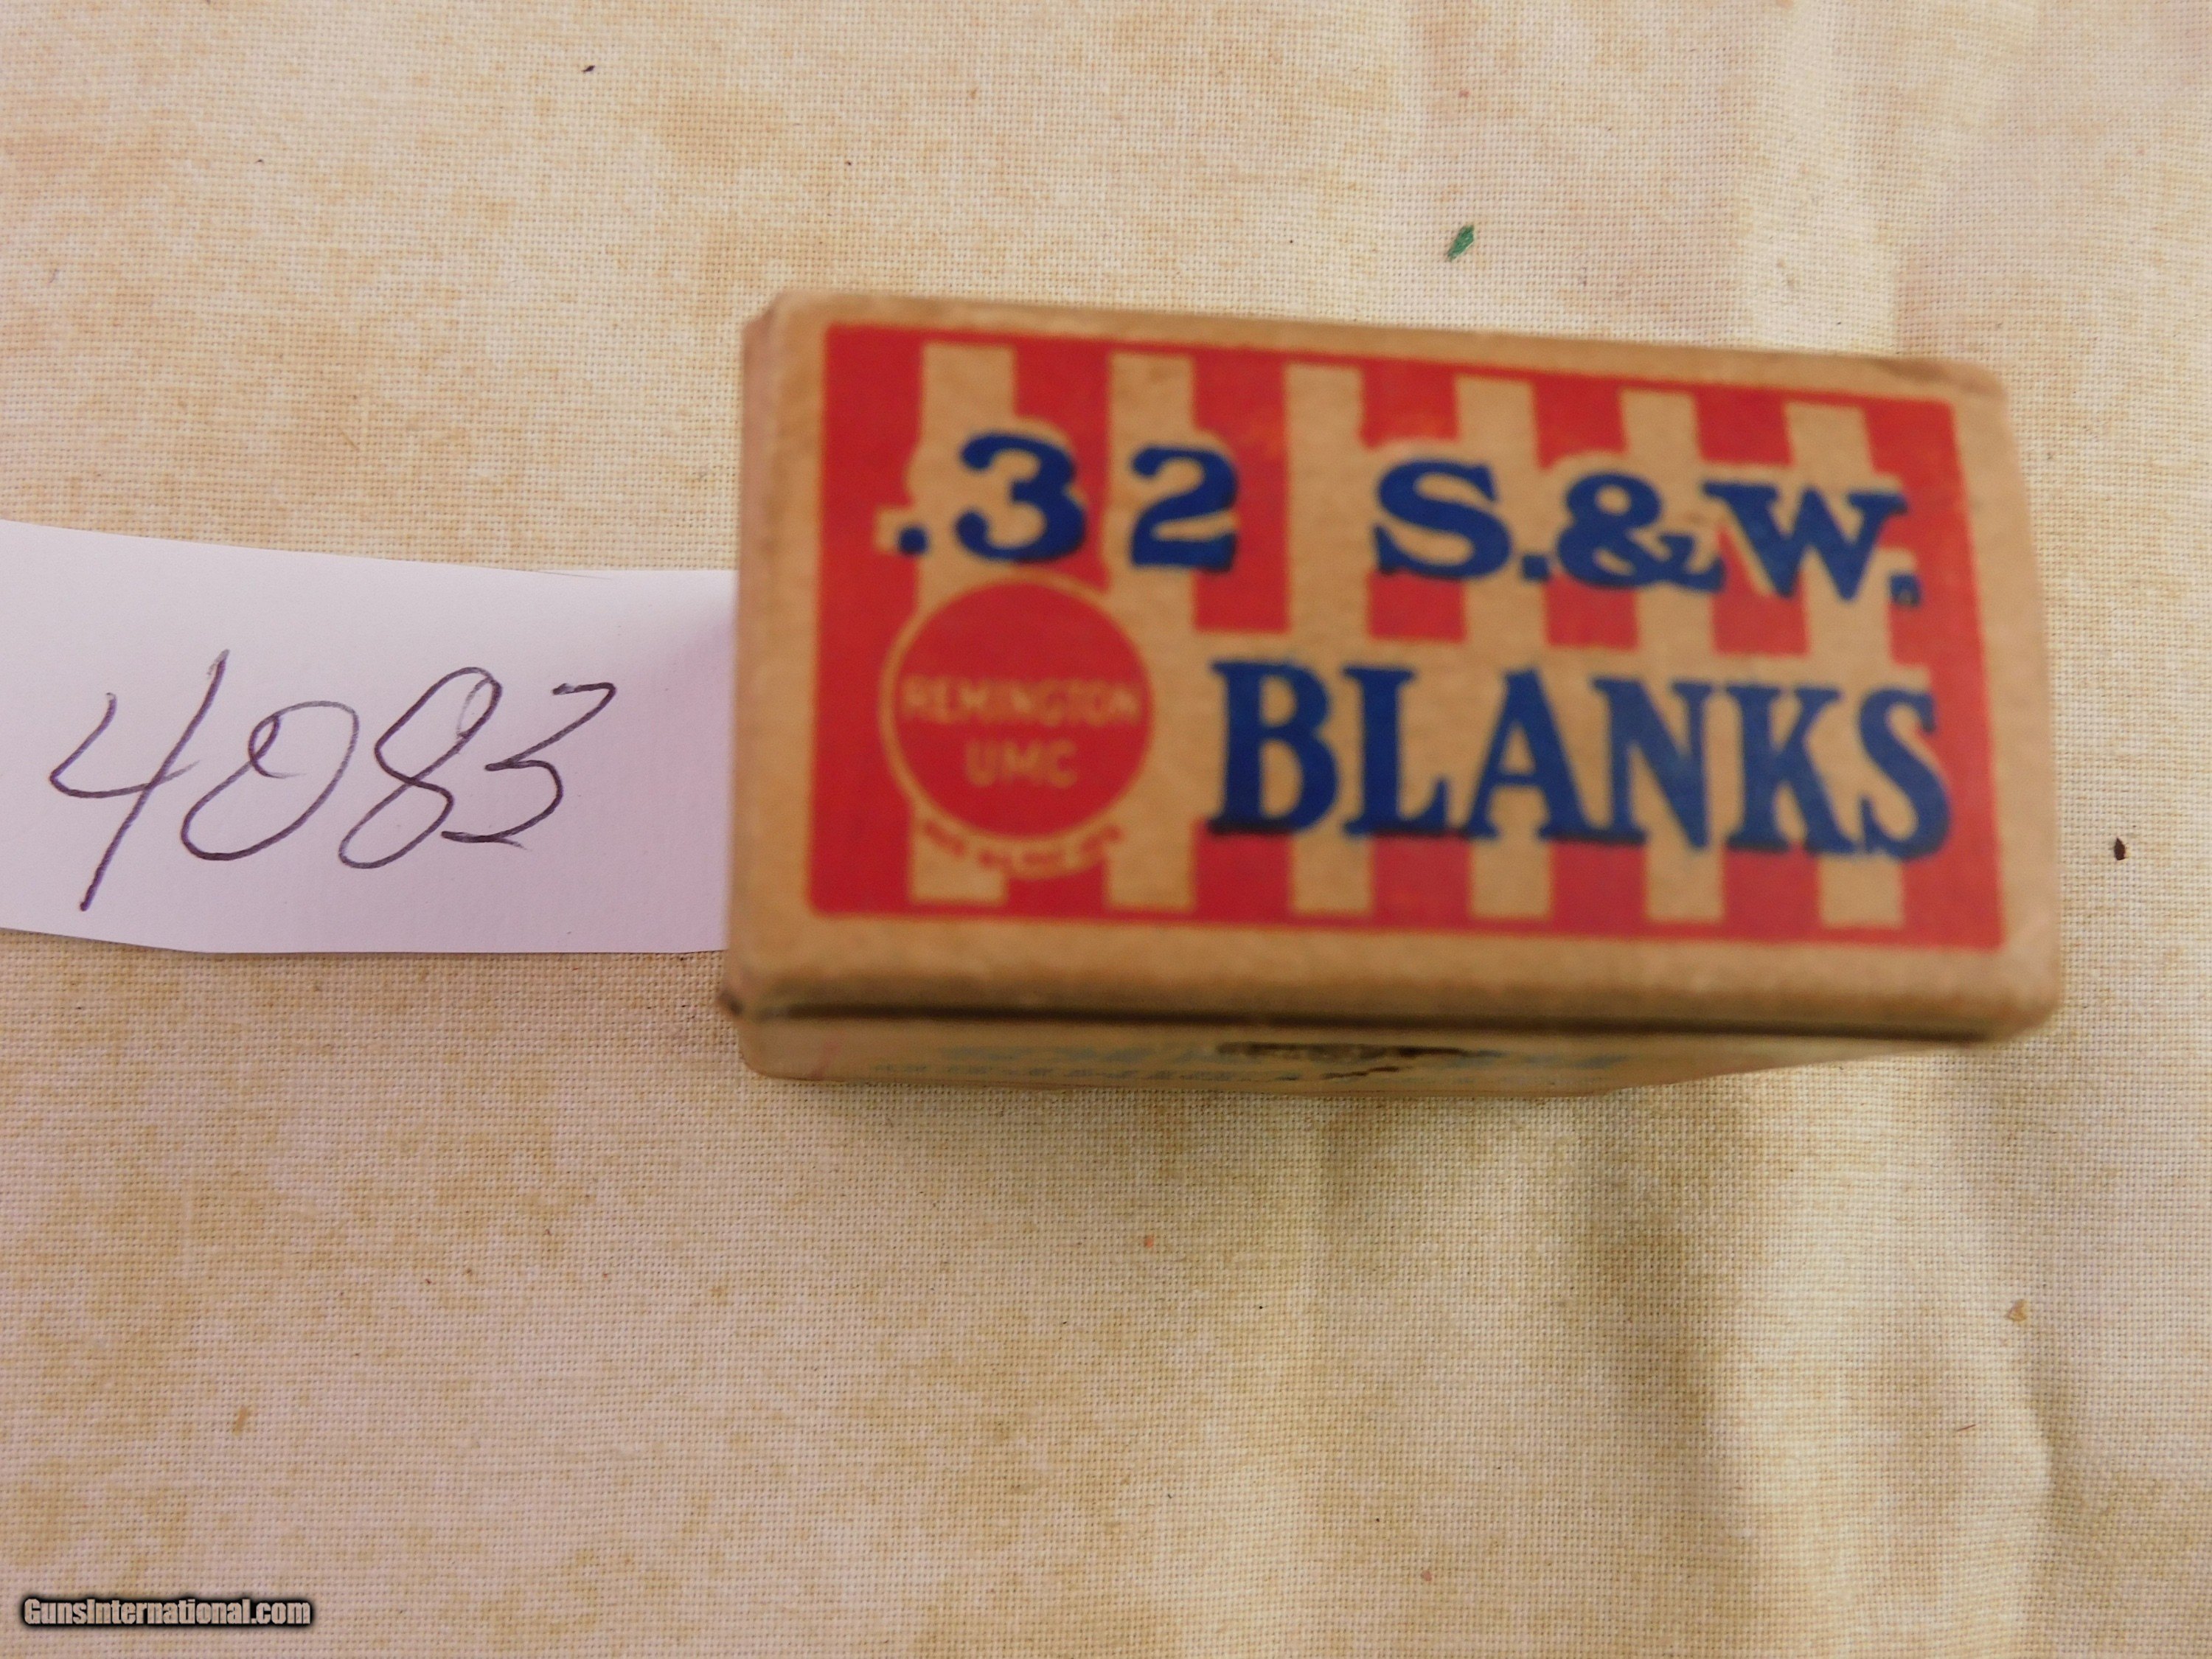 4083
.32 S.&W.
BLANKS
REMINGTON
UMC
GunsInternational.com